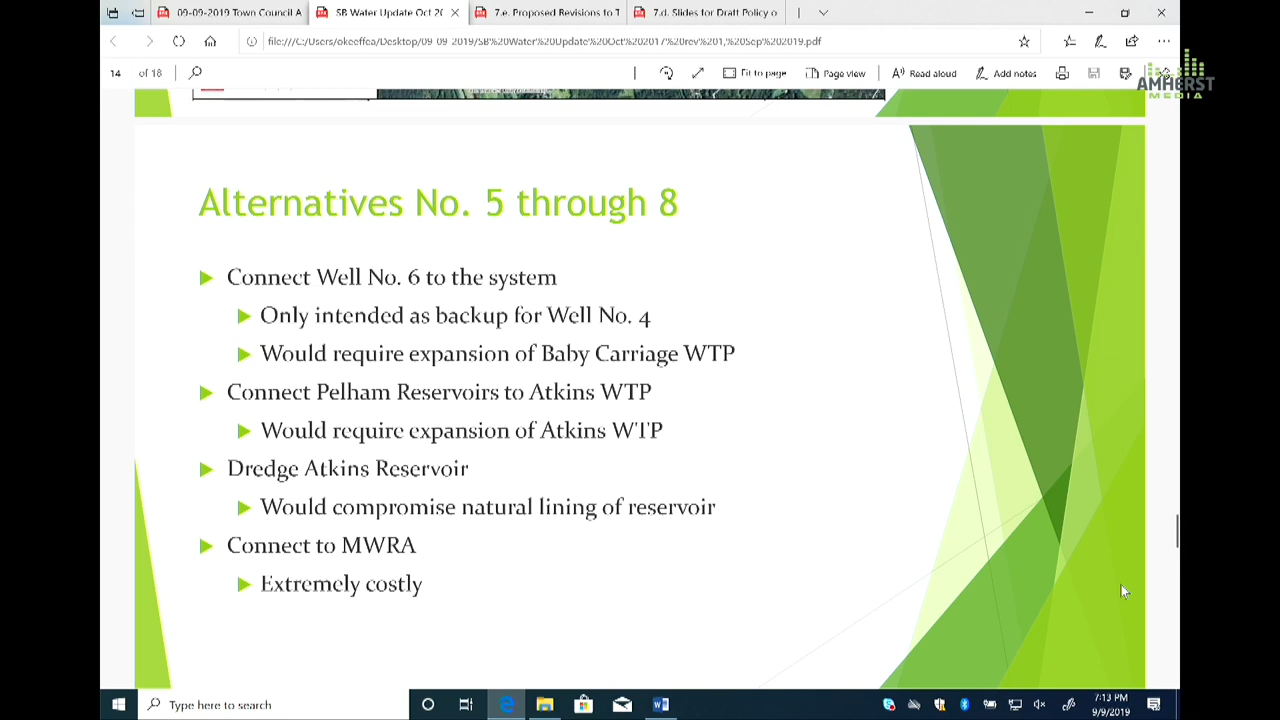 09-09-2019 Town Council A
SB Water Update Oct 20
7.e. Proposed Revisions to T
7.d. Slides for Draft Policy o
file:///C:/Users/okeeffea/Desktop/09-09-2019/SB%20Water%20Update%20Oct%202017%20rev%201,%20Sep%202019.pdf
14 of 18
Fit to page
Page view
Read aloud
Add notes
AMHERST
MEDIA
Alternatives No. 5 through 8
Connect Well No. 6 to the system
Only intended as backup for Well No. 4
Would require expansion of Baby Carriage WTP
Connect Pelham Reservoirs to Atkins WTP
Would require expansion of Atkins WTP
Dredge Atkins Reservoir
Would compromise natural lining of reservoir
Connect to MWRA
Extremely costly
Type here to search
7:13 PM
9/9/2019